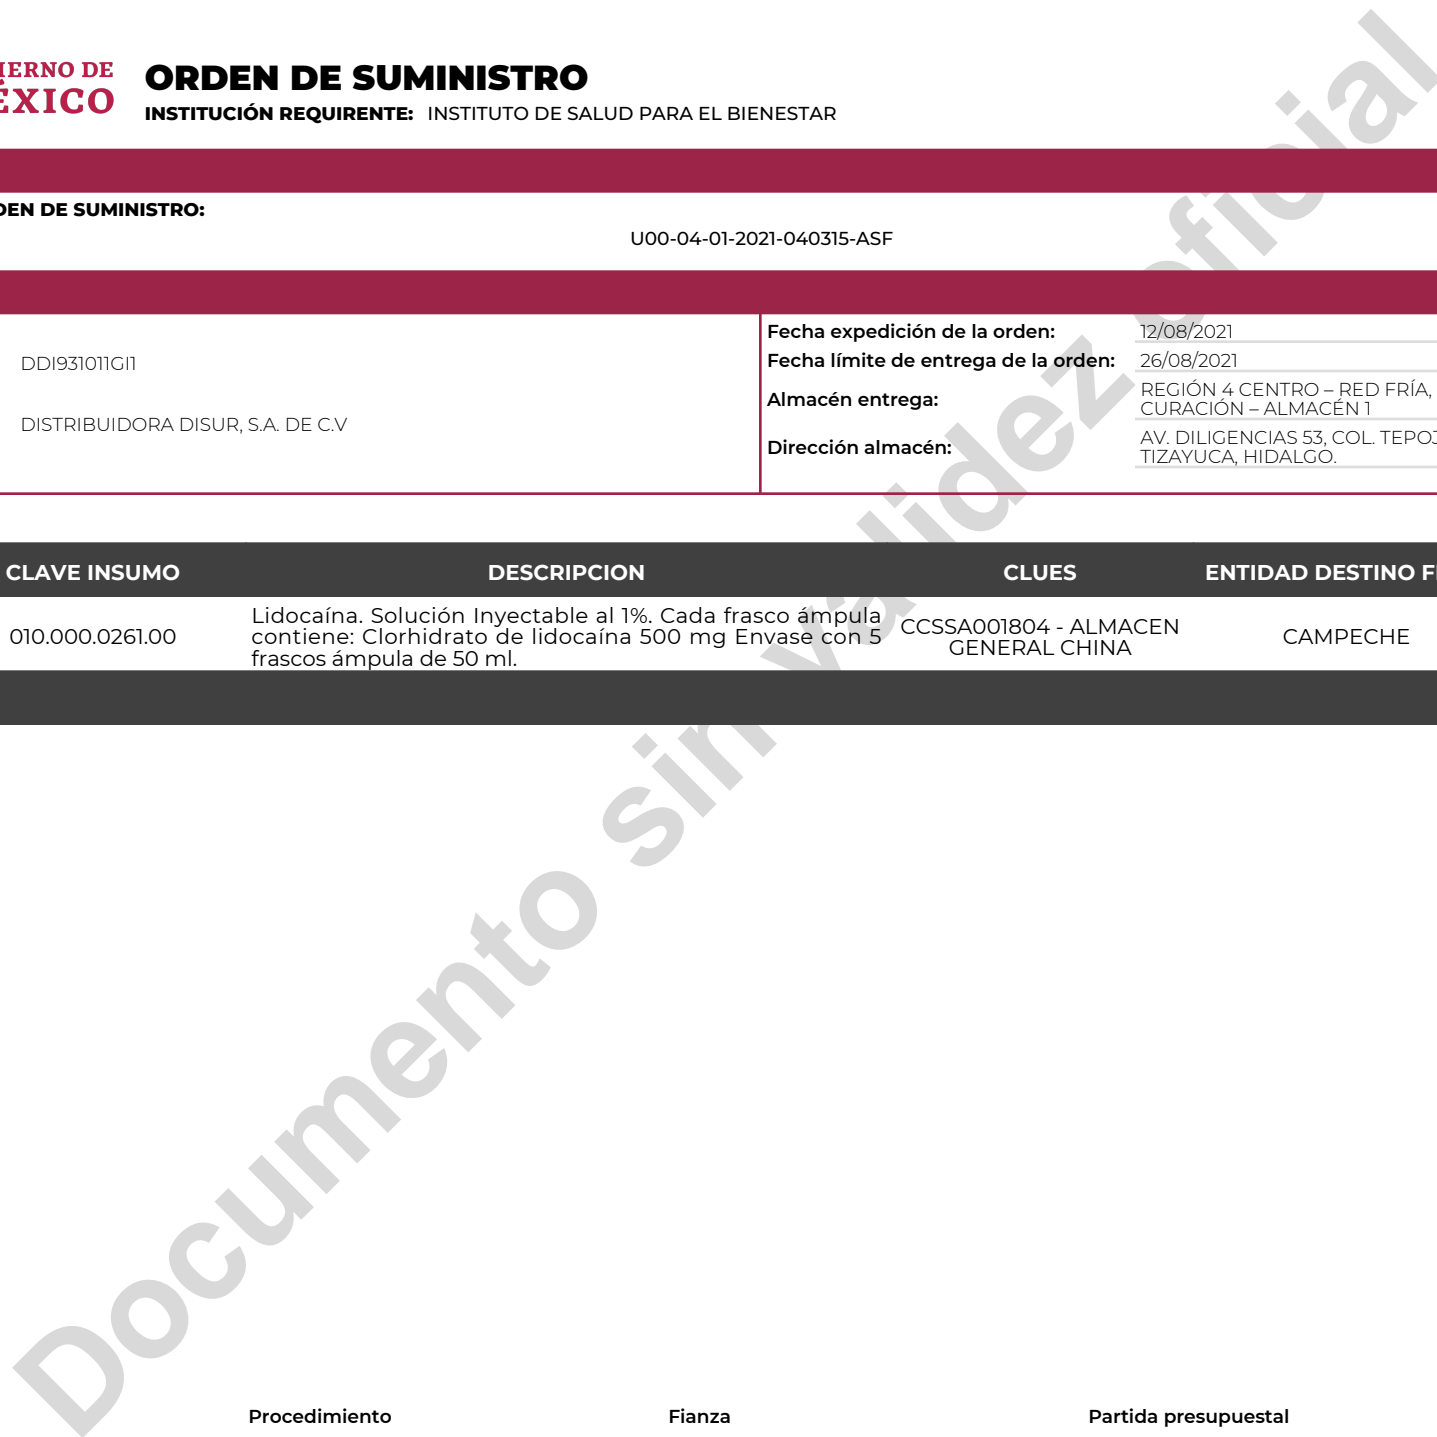 IERNO DE
ÉXICO
ORDEN DE SUMINISTRO
INSTITUCIÓN REQUIRENTE: INSTITUTO DE SALUD PARA EL BIENESTAR
DEN DE SUMINISTRO:
U00-04-01-2021-040315-ASF
DDI931011GI1
DISTRIBUIDORA DISUR, S.A. DE C.V
Fecha expedición de la orden: 12/08/2021
Fecha límite de entrega de la orden: 26/08/2021
Almacén entrega: REGIÓN 4 CENTRO – RED FRÍA,
CURACIÓN – ALMACÉN 1
Dirección almacén: AV. DILIGENCIAS 53, COL. TEPOJ
TIZAYUCA, HIDALGO.
CLAVE INSUMO DESCRIPCION CLUES ENTIDAD DESTINO F
010.000.0261.00
Lidocaína. Solución Inyectable al 1%. Cada frasco ámpula
contiene: Clorhidrato de lidocaína 500 mg Envase con 5
frascos ámpula de 50 ml.
CCSSA001804 - ALMACEN
GENERAL CHINA
CAMPECHE
Documento sin validez oficial
Procedimiento Fianza Partida presupuestal